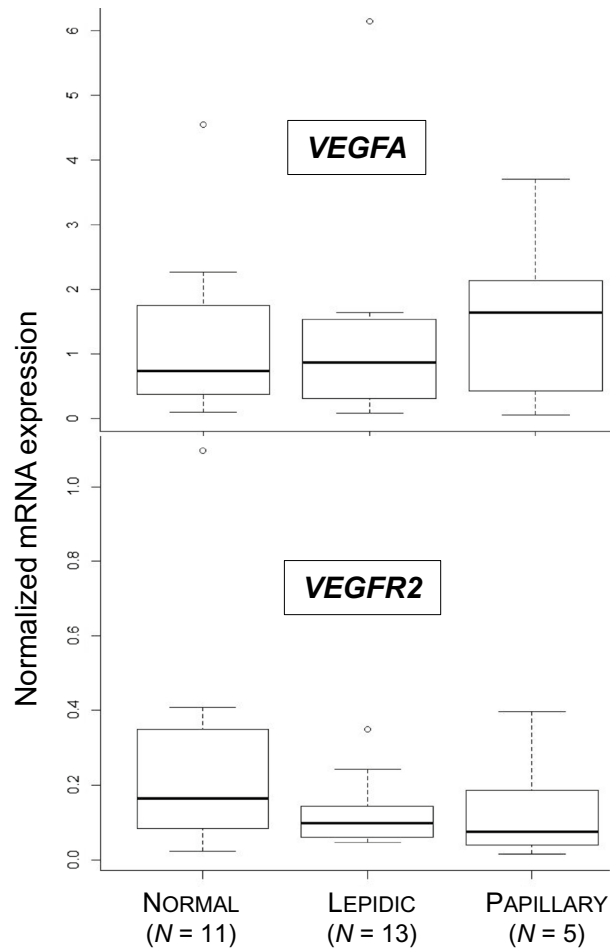 Normalized mRNA expression
6
5
4
3
2
1
0
VEGFA
1.0
0.8
0.6
0.4
0.2
0.0
VEGFR2
NORMAL LEPIDIC PAPILLARY
(N = 11) (N = 13) (N = 5)